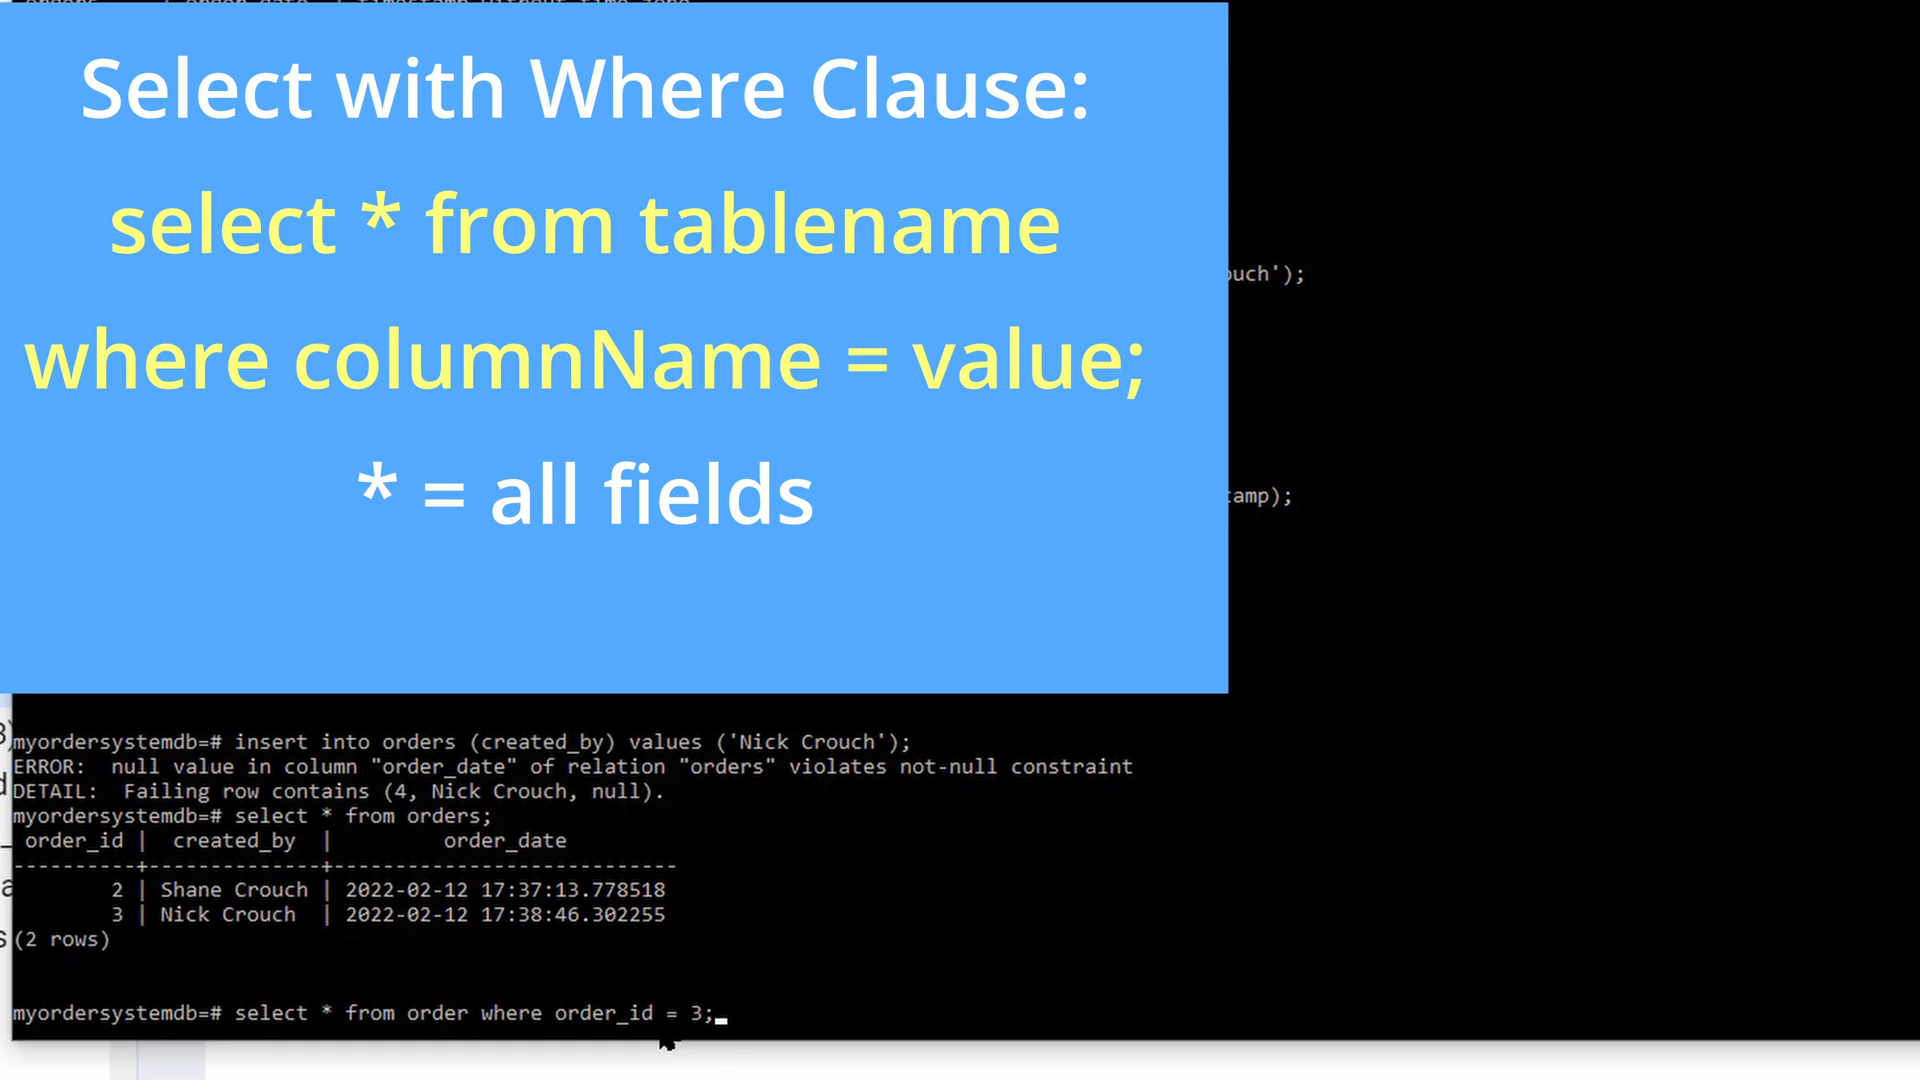 Select with Where Clause:
select * from tablename
where columnName = value;
* = all fields
ouch');
tamp);
myordersystemdb=# insert into orders (created_by) values ('Nick Crouch');
ERROR:  null value in column "order_date" of relation "orders" violates not-null constraint
DETAIL:  Failing row contains (4, Nick Crouch, null).
myordersystemdb=# select * from orders;
order_id |  created_by  |         order_date
----------+--------------+----------------------------
2 | Shane Crouch | 2022-02-12 17:37:13.778518
3 | Nick Crouch  | 2022-02-12 17:38:46.302255
(2 rows)
myordersystemdb=# select * from order where order_id = 3;